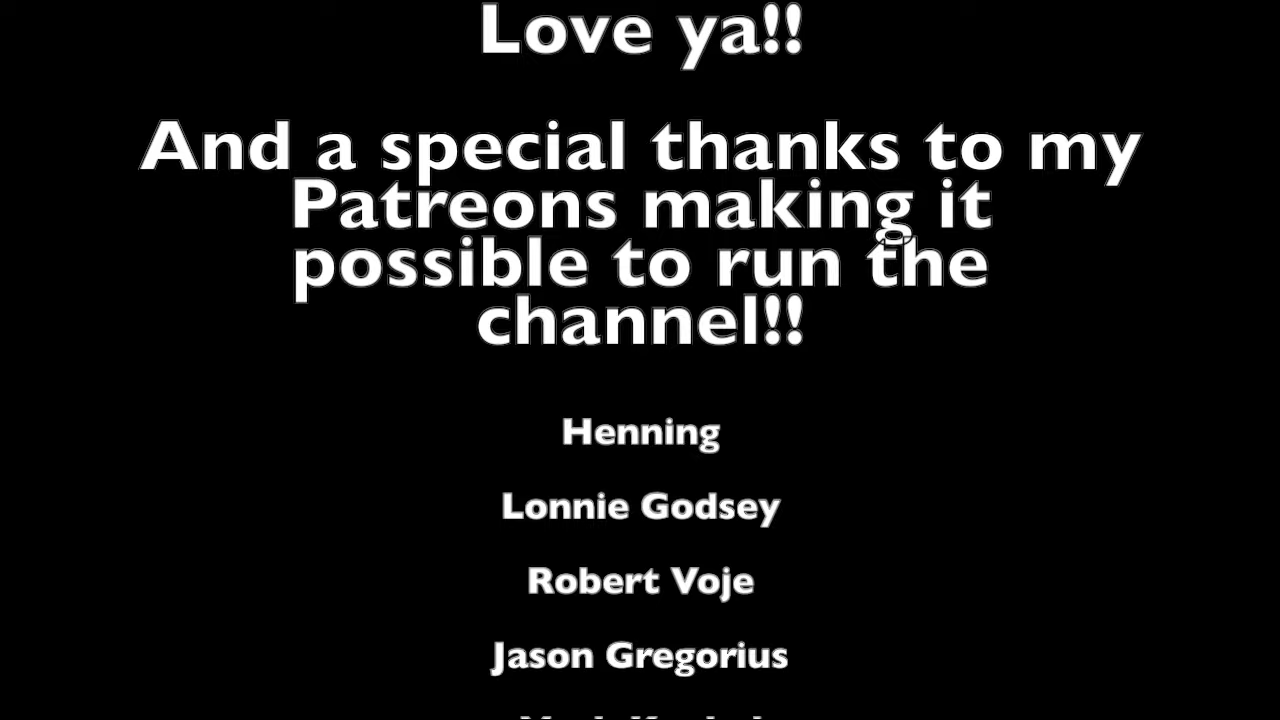 Love ya!!
And a special thanks to my
Patreons making it
possible to run the
channel!!
Henning
Lonnie Godsey
Robert Voje
Jason Gregorius